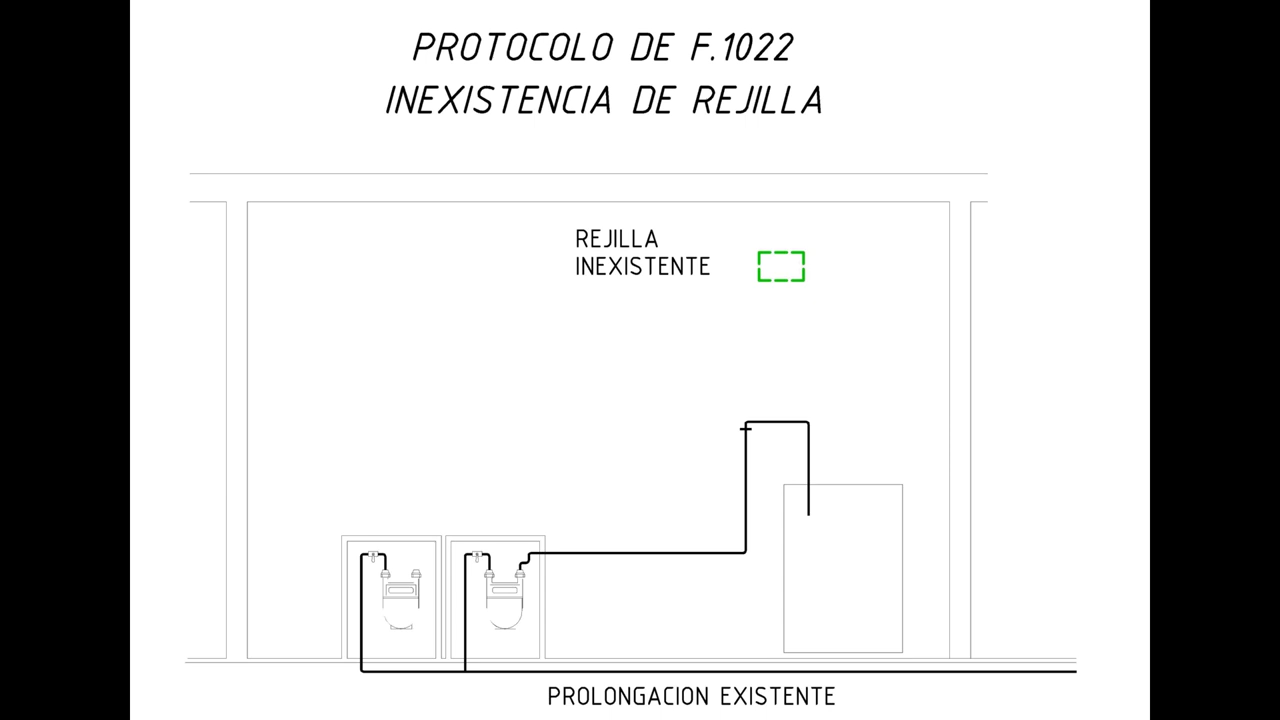 PROTOCOLO DE F.1022
INEXISTENCIA DE REJILLA
REJILLA
INEXISTENTE
PROLONGACION EXISTENTE